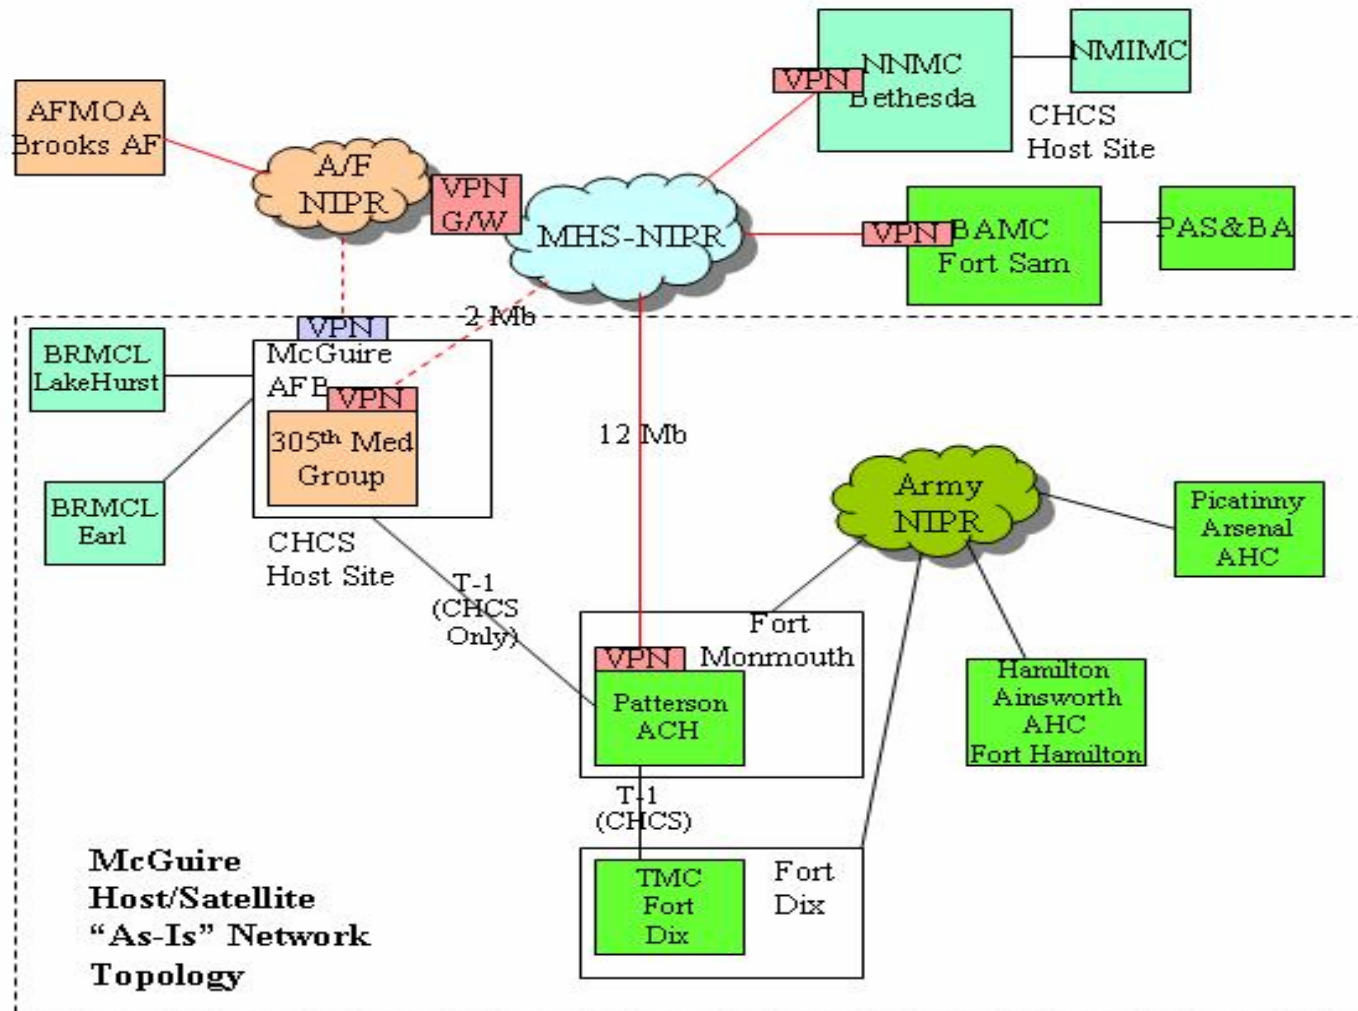 NNMC
Bethesda
VPN
NMIMC
CHCS
Host Site
AFMOA
Brooks AF
A/F
NIPR
VPN
G/W
MHS-NIPR
VPN
BAMC
Fort Sam
PAS&BA
2 Mb
VPN
McGuire
AFB
VPN
305th Med
Group
BRMCL
LakeHurst
BRMCL
Earl
CHCS
Host Site
12 Mb
Army
NIPR
Picatinny
Arsenal
AHC
T-1
(CHCS
Only)
Fort
Monmouth
VPN
Patterson
ACH
Hamilton
Ainsworth
AHC
Fort Hamilton
T-1
(CHCS)
TMC
Fort
Dix
Fort
Dix
McGuire
Host/Satellite
“As-Is” Network
Topology